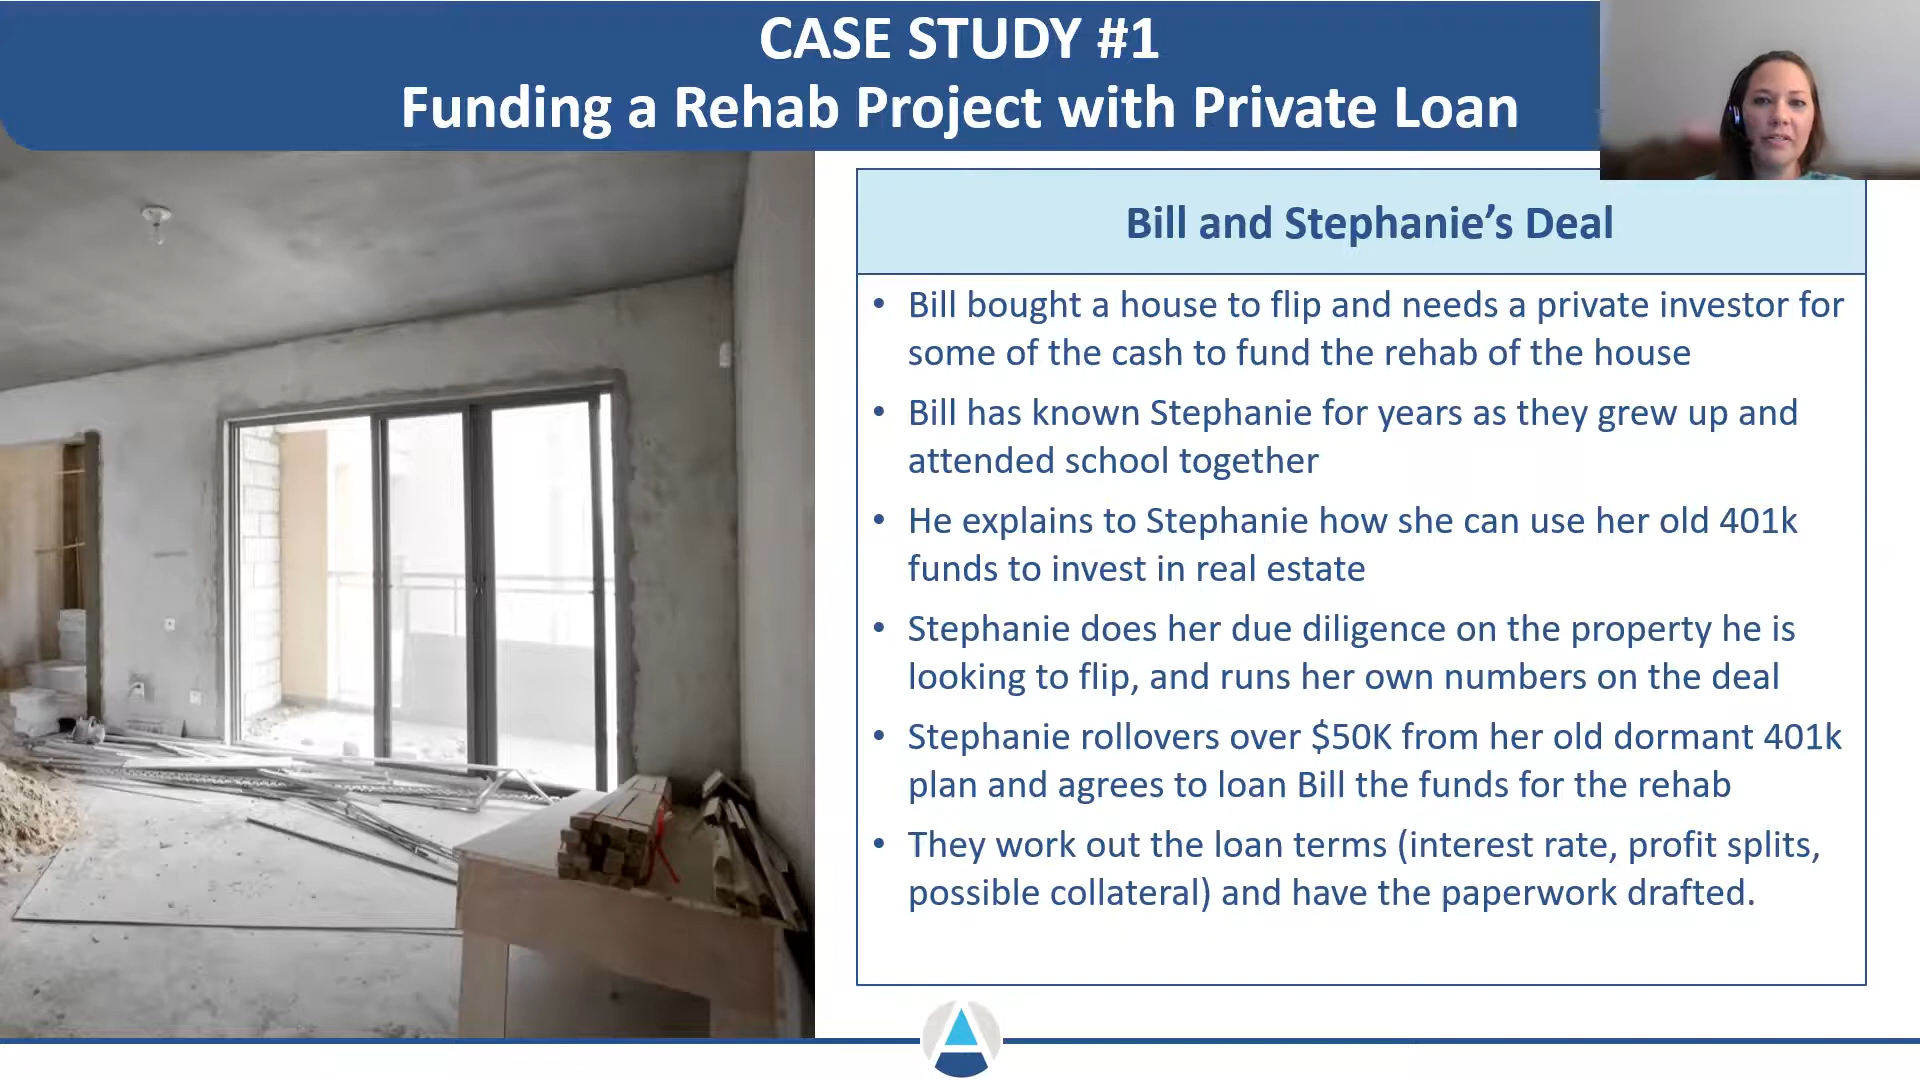 CASE STUDY #1
Funding a Rehab Project with Private Loan
Bill and Stephanie’s Deal
• Bill bought a house to flip and needs a private investor for
some of the cash to fund the rehab of the house
• Bill has known Stephanie for years as they grew up and
attended school together
• He explains to Stephanie how she can use her old 401k
funds to invest in real estate
• Stephanie does her due diligence on the property he is
looking to flip, and runs her own numbers on the deal
• Stephanie rollovers over $50K from her old dormant 401k
plan and agrees to loan Bill the funds for the rehab
• They work out the loan terms (interest rate, profit splits,
possible collateral) and have the paperwork drafted.